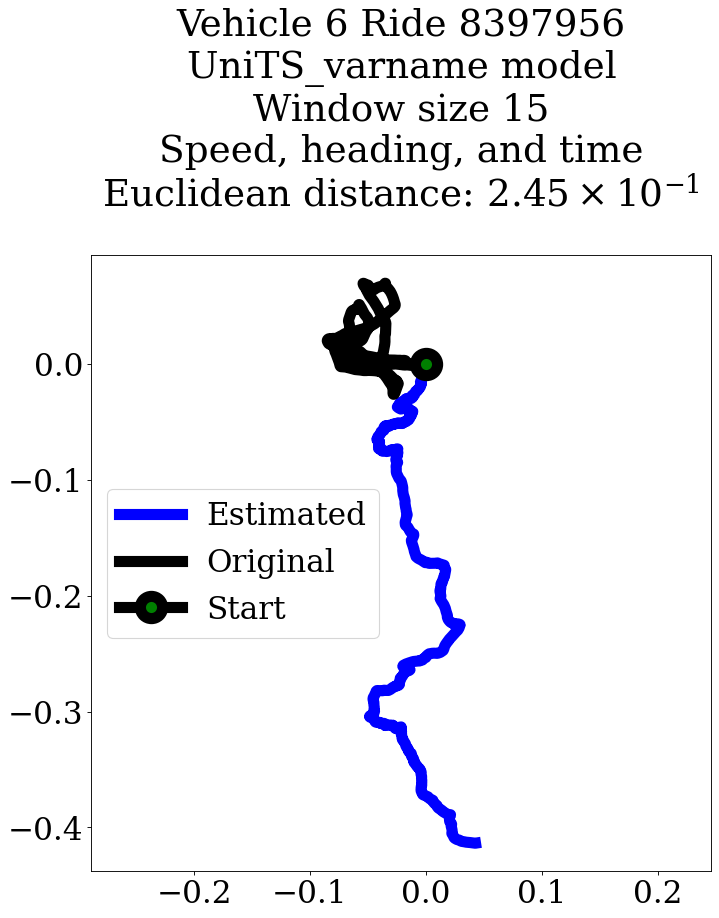 Vehicle 6 Ride 8397956
UniTS_varname model
Window size 15
Speed, heading, and time
Euclidean distance: 2.45 × 10⁻¹
0.0
−0.1
−0.2
−0.3
−0.4
Estimated
Original
Start
−0.2 −0.1 0.0 0.1 0.2